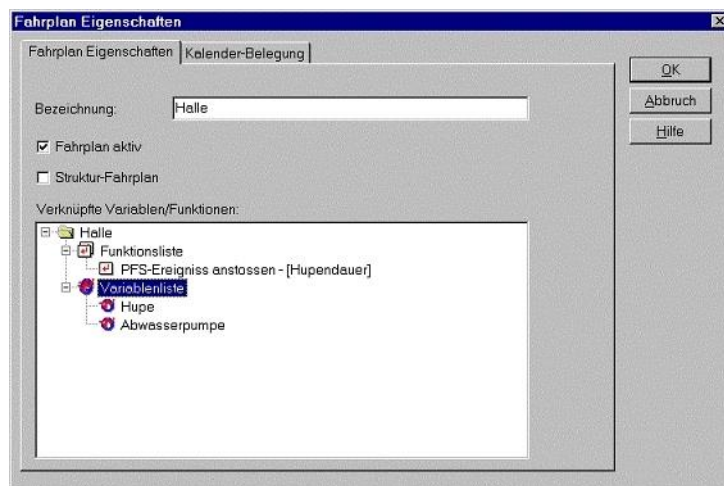 Fahrplan Eigenschaften
Fahrplan Eigenschaften Kalender-Belegung
OK
Bezeichnung: Halle
Abbruch
Hilfe
Fahrplan aktiv
Struktur-Fahrplan
Verknüpfte Variablen/Funktionen:
Halle
Funktionsliste
PFS-Ereigniss anstossen - [Hupendauer]
Variablenliste
Hupe
Abwasserpumpe